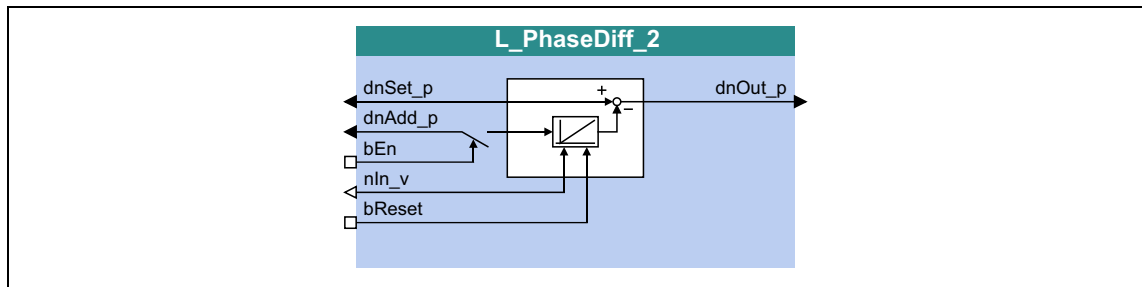 L_PhaseDiff_2
dnSet_p
dnOut_p
dnAdd_p
bEn
nIn_v
bReset
+
−